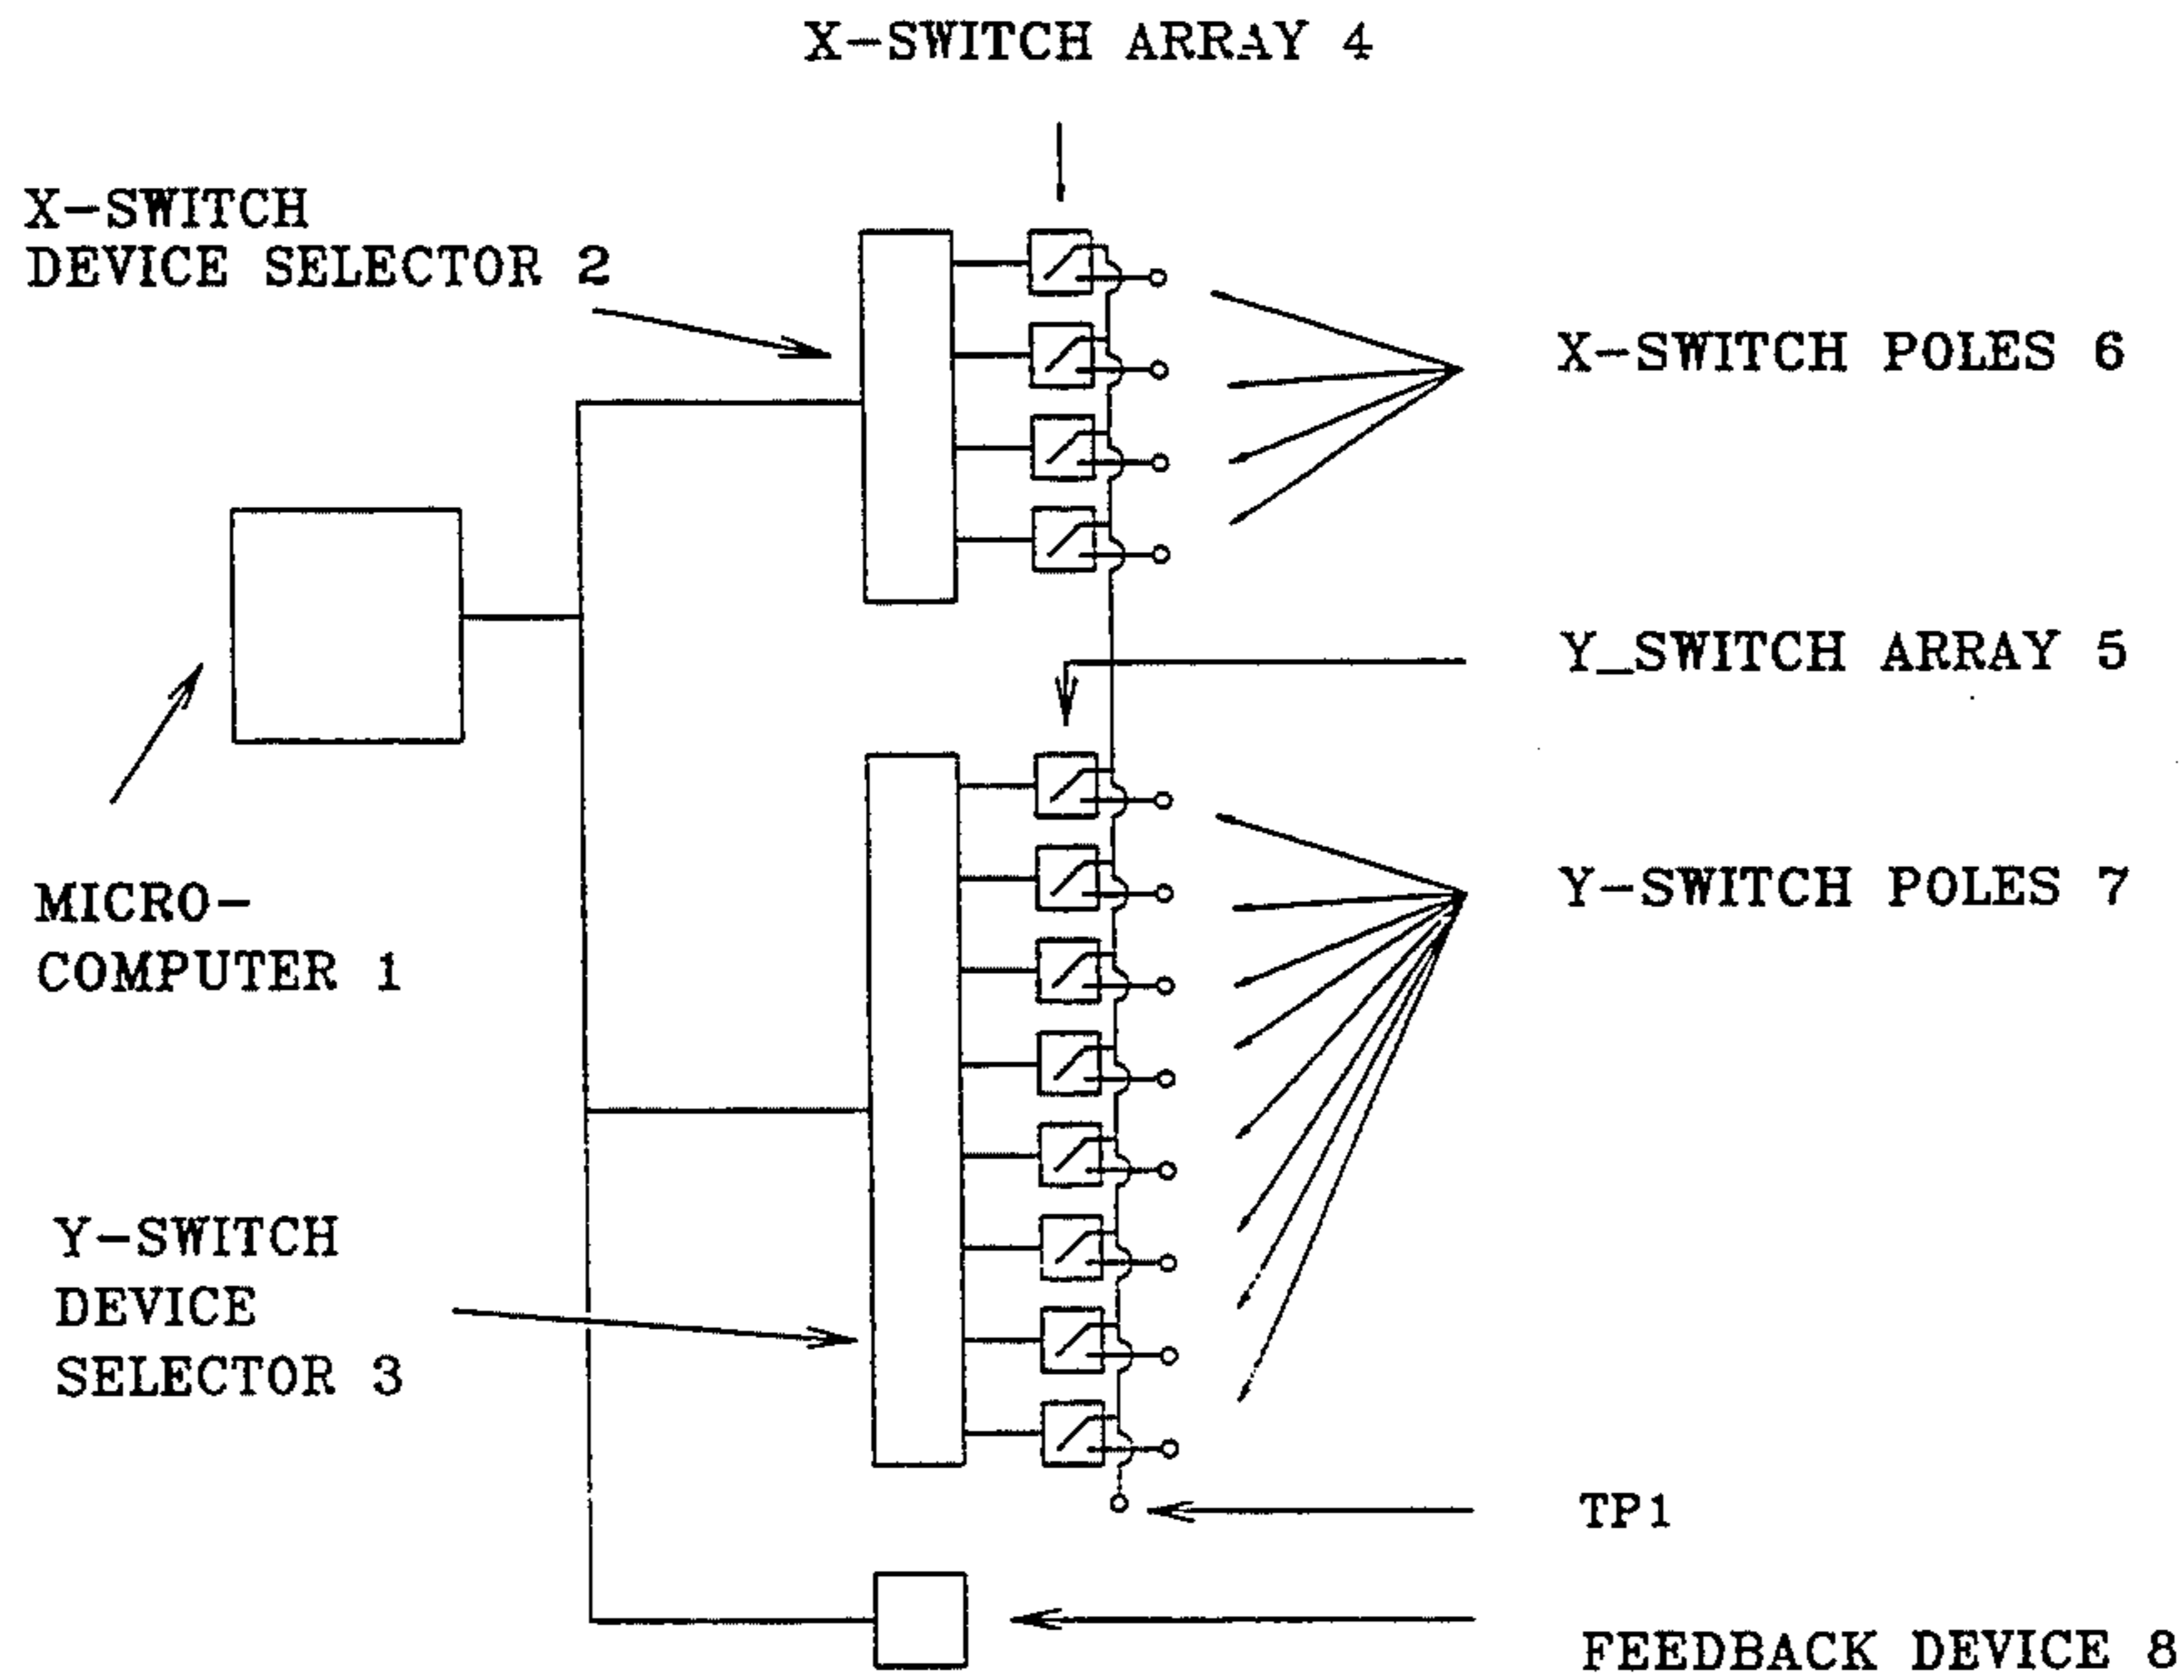 X-SWITCH ARRAY 4
X-SWITCH
DEVICE SELECTOR 2
X-SWITCH POLES 6
Y_SWITCH ARRAY 5
MICRO-
COMPUTER 1
Y-SWITCH POLES 7
Y-SWITCH
DEVICE
SELECTOR 3
TP1
FEEDBACK DEVICE 8